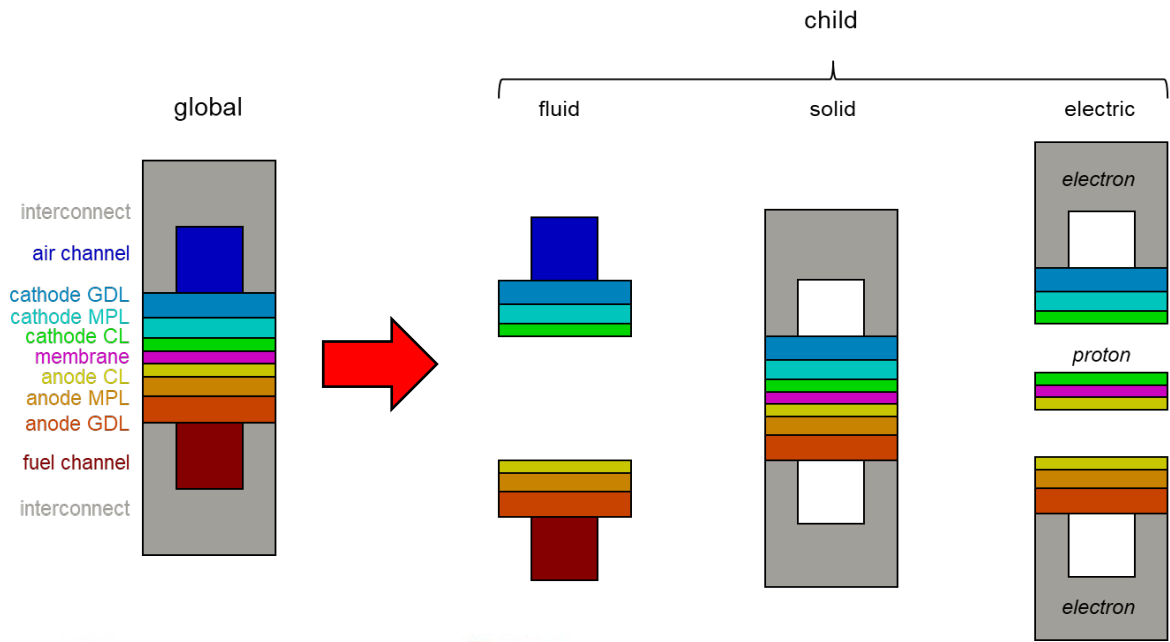 child
global
fluid
solid
electric
electron
interconnect
air channel
cathode GDL
cathode MPL
cathode CL
membrane
anode CL
anode MPL
anode GDL
fuel channel
interconnect
proton
electron